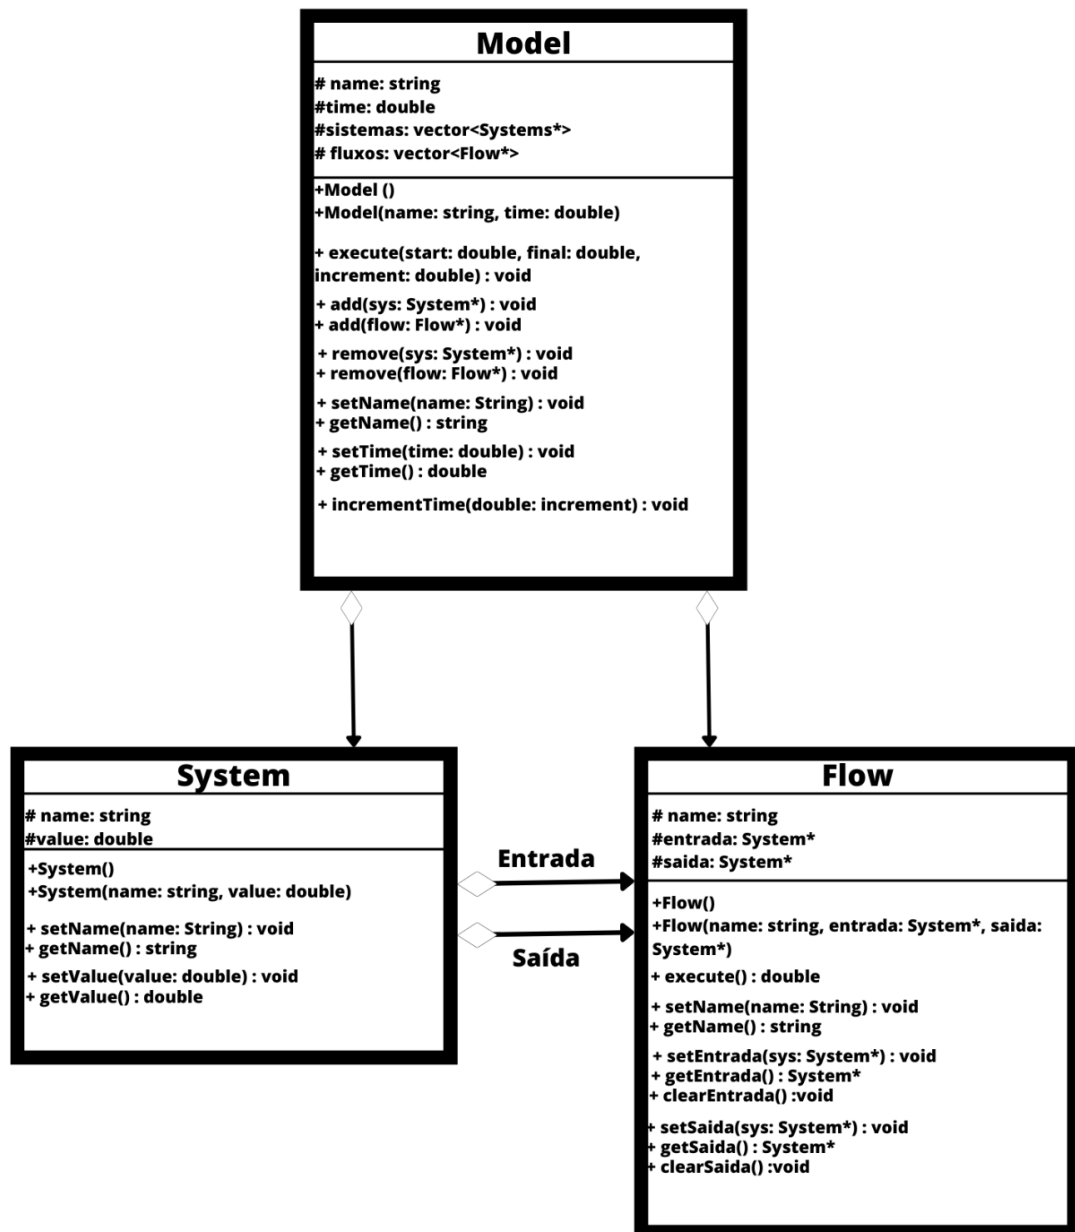 Model
# name: string
#time: double
#sistemas: vector<Systems*>
# fluxos: vector<Flow*>
+Model ()
+Model(name: string, time: double)
+ execute(start: double, final: double,
increment: double) : void
+ add(sys: System*) : void
+ add(flow: Flow*) : void
+ remove(sys: System*) : void
+ remove(flow: Flow*) : void
+ setName(name: String) : void
+ getName() : string
+ setTime(time: double) : void
+ getTime() : double
+ incrementTime(double: increment) : void
System
# name: string
#value: double
+System()
+System(name: string, value: double)
+ setName(name: String) : void
+ getName() : string
+ setValue(value: double) : void
+ getValue() : double
Entrada
Saída
Flow
# name: string
#entrada: System*
#saida: System*
+Flow()
+Flow(name: string, entrada: System*, saida:
System*)
+ execute() : double
+ setName(name: String) : void
+ getName() : string
+ setEntrada(sys: System*) : void
+ getEntrada() : System*
+ clearEntrada() :void
+ setSaida(sys: System*) : void
+ getSaida() : System*
+ clearSaida() :void